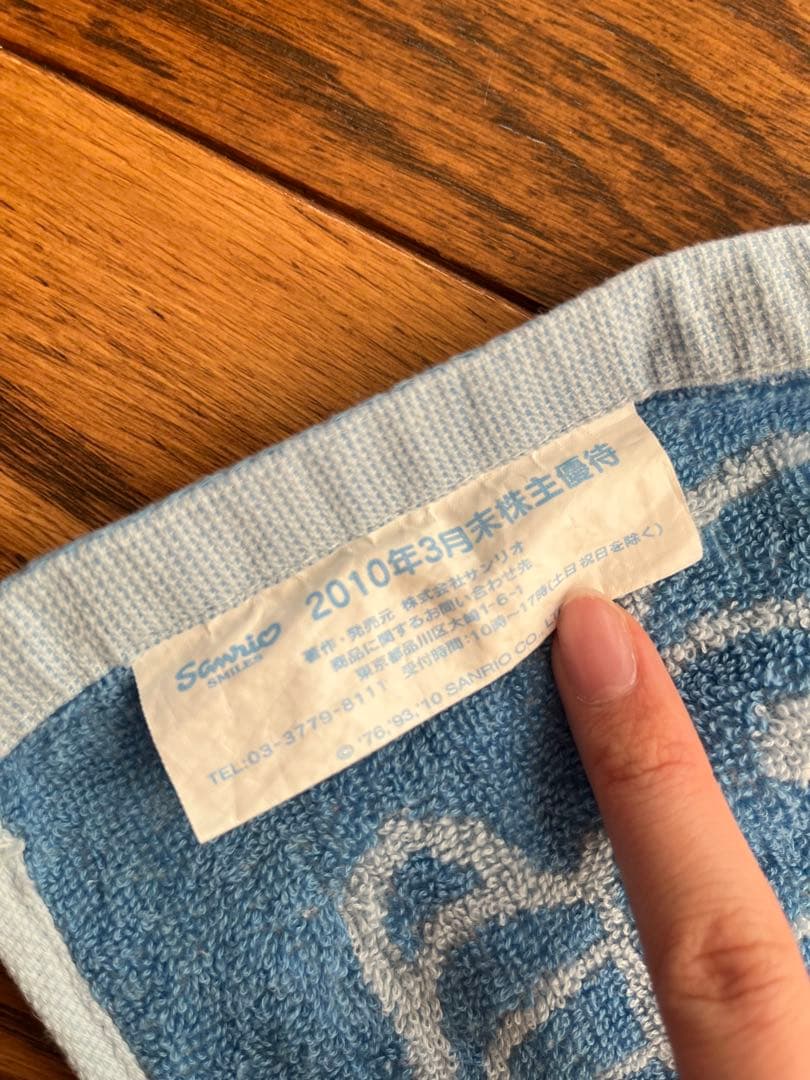 2010年3月末株主優待
Sanrio
SMILES
著作・発売元 株式会社サンリオ
商品に関するお問い合わせ先
東京都品川区大崎1-6-1
TEL:03-3779-8111 受付時間:10時〜17時(土日祝日を除く)
© '76,'93,'10 SANRIO CO.,